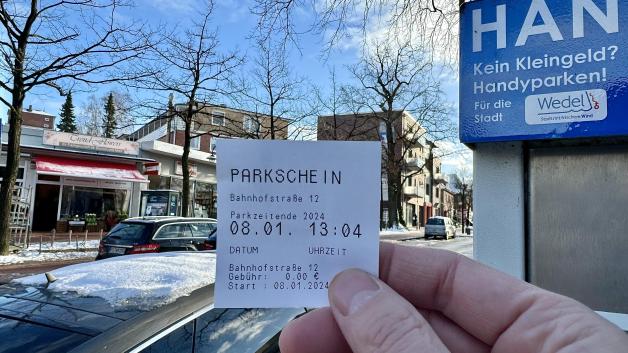 HAN
Kein Kleingeld?
Handyparken!
Für die
Stadt
Wedel
PARKSCHEIN
Bahnhofstraße 12
Parkzeitende 2024
08.01. 13:04
DATUM UHRZEIT
Bahnhofstraße 12
Gebühr: 0.00 €
Start : 08.01.2024